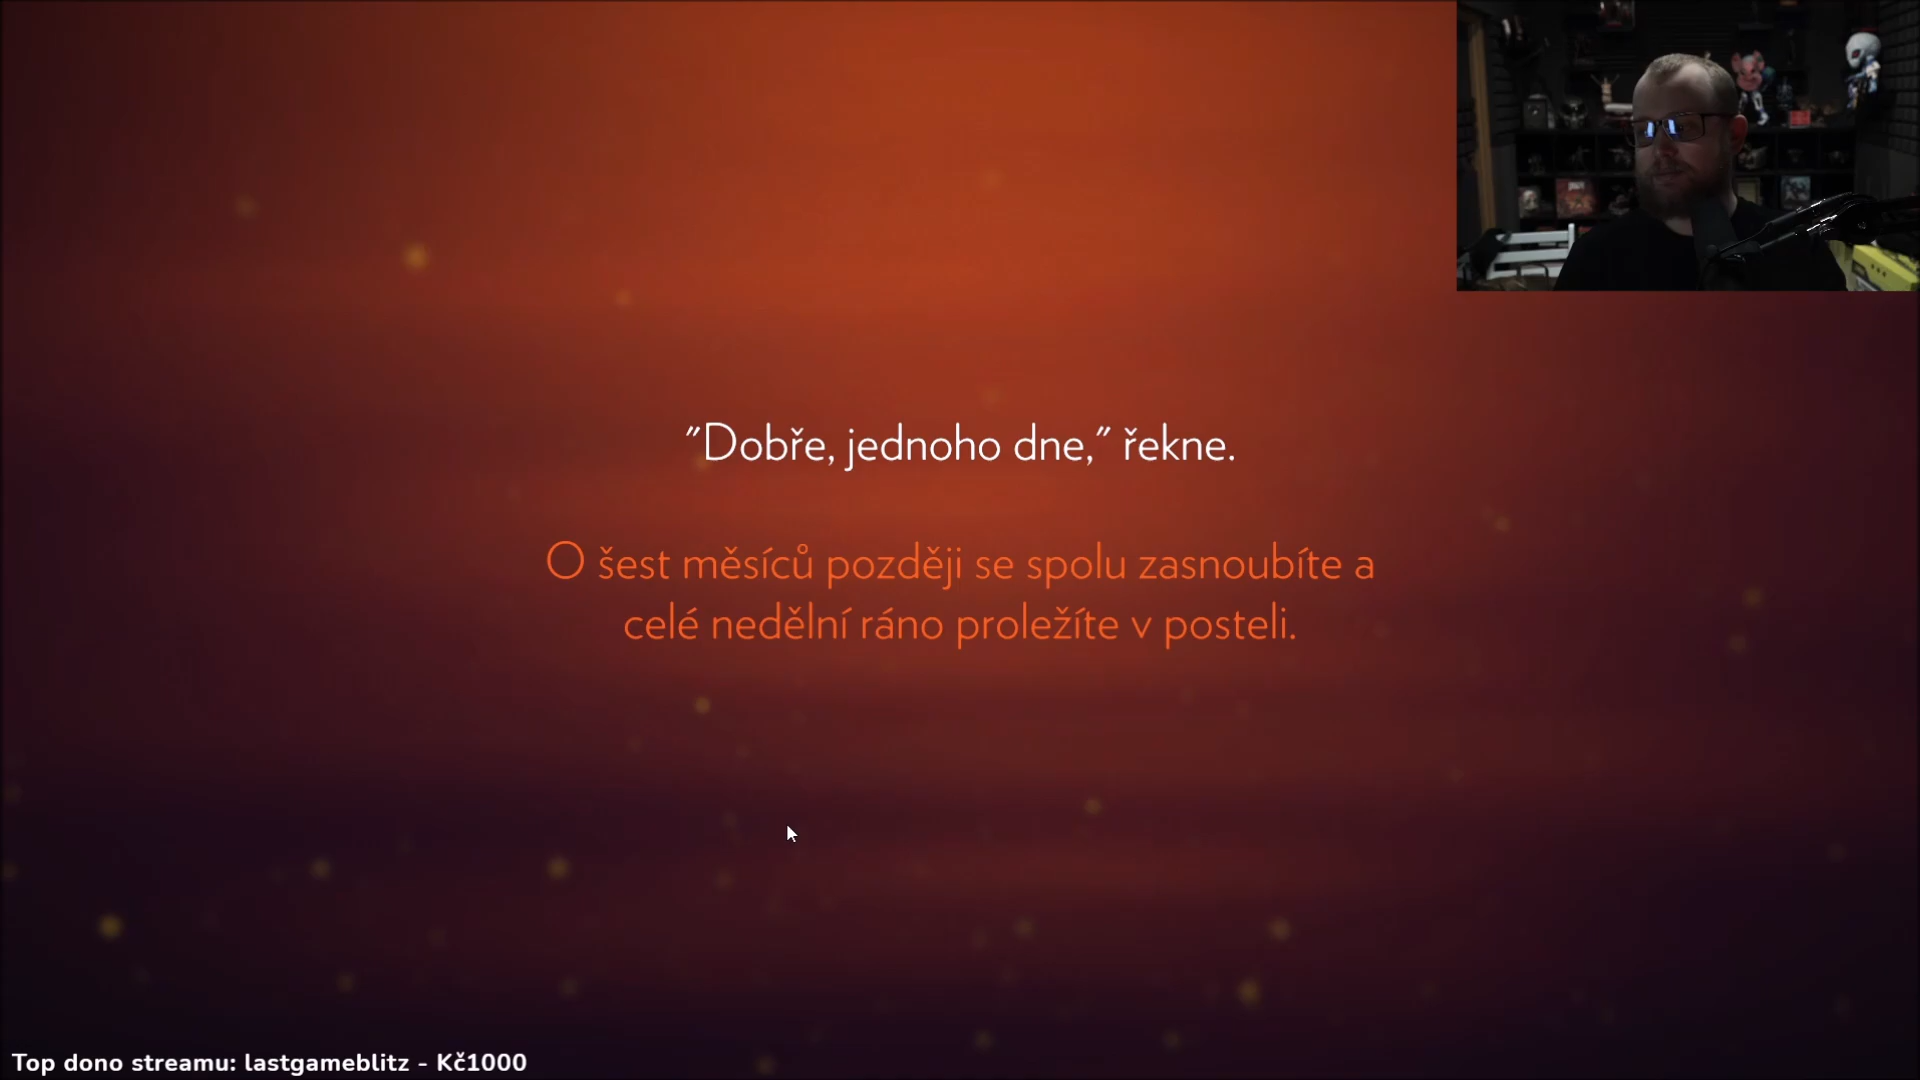 "Dobře, jednoho dne," řekne.
O šest měsíců později se spolu zasnoubíte a
celé nedělní ráno proležíte v posteli.
Top dono streamu: lastgameblitz - Kč1000